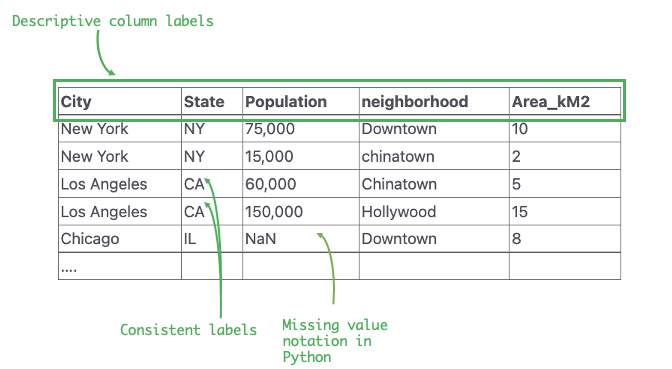 Descriptive column labels
City State Population neighborhood Area_kM2
New York NY 75,000 Downtown 10
New York NY 15,000 chinatown 2
Los Angeles CA 60,000 Chinatown 5
Los Angeles CA 150,000 Hollywood 15
Chicago IL NaN Downtown 8
....
Consistent labels
Missing value
notation in
Python